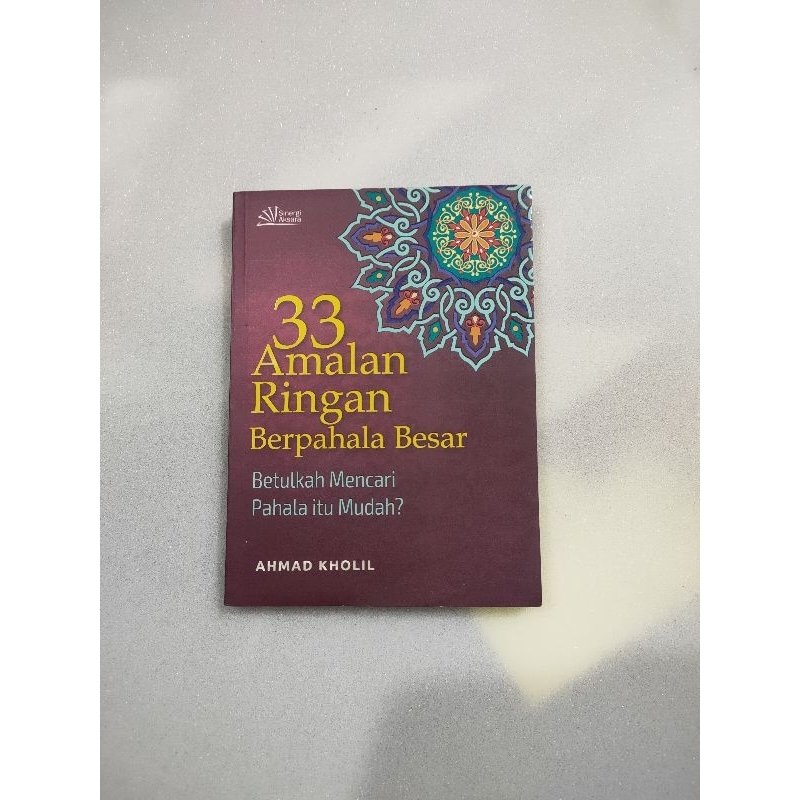 Sinergi
Aksara
33
Amalan
Ringan
Berpahala Besar
Betulkah Mencari
Pahala itu Mudah?
AHMAD KHOLIL